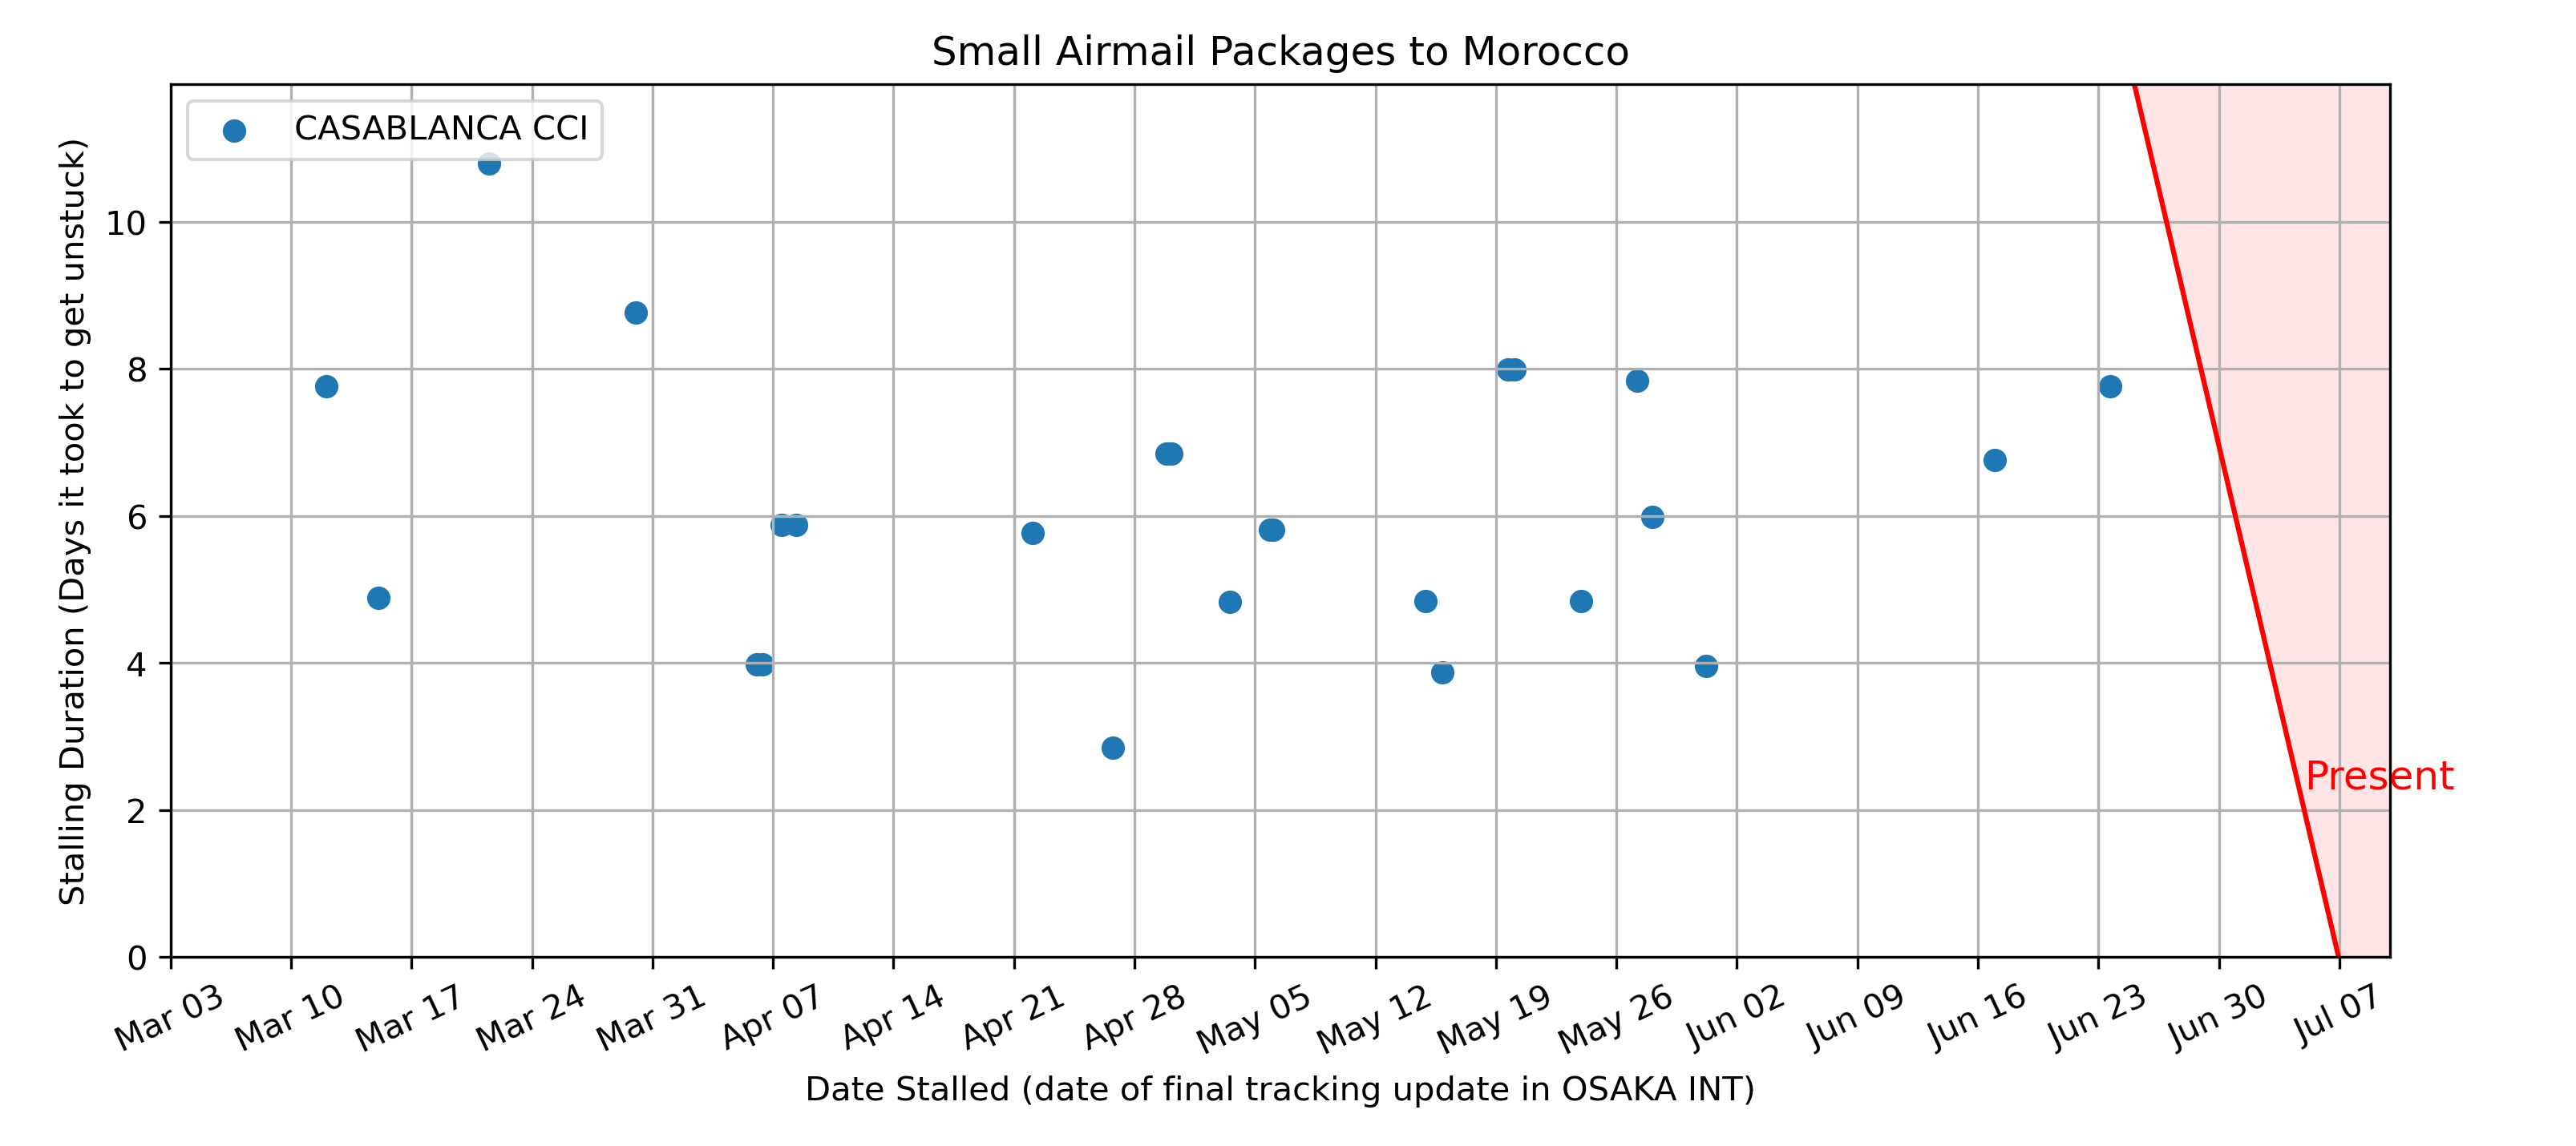 Small Airmail Packages to Morocco
CASABLANCA CCI
Stalling Duration (Days it took to get unstuck)
10
8
6
4
2
0
Present
Mar 03 Mar 10 Mar 17 Mar 24 Mar 31 Apr 07 Apr 14 Apr 21 Apr 28 May 05 May 12 May 19 May 26 Jun 02 Jun 09 Jun 16 Jun 23 Jun 30 Jul 07
Date Stalled (date of final tracking update in OSAKA INT)